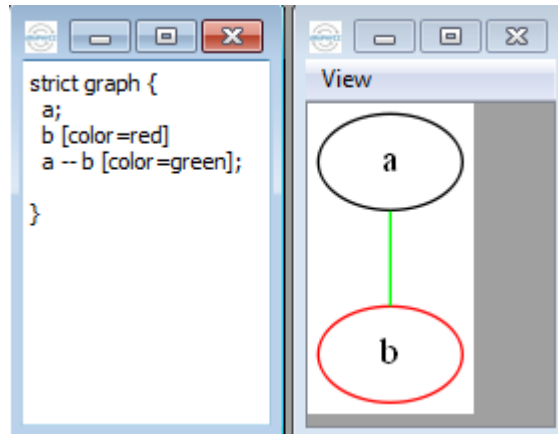 strict graph {
a;
b [color=red]
a -- b [color=green];
}
View
a
b